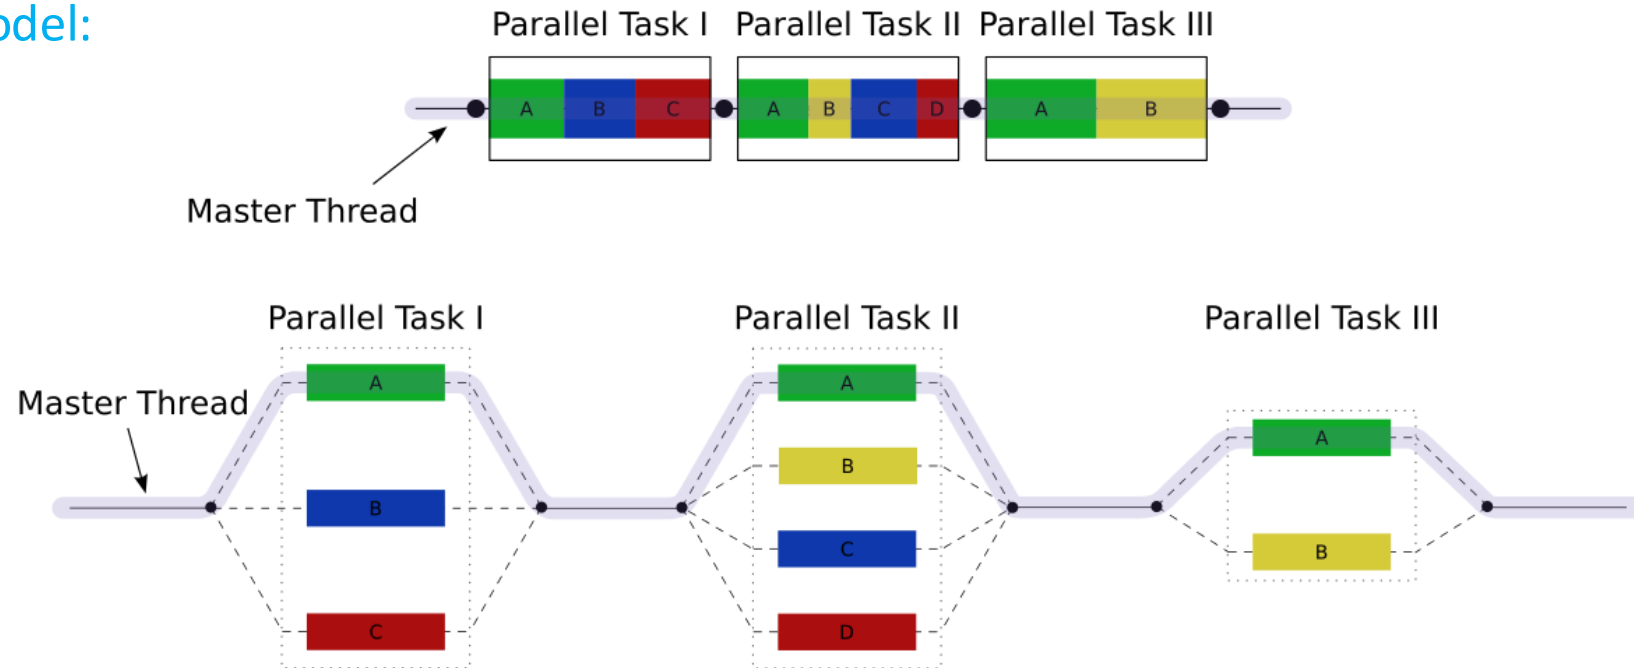 odel:
Parallel Task I Parallel Task II Parallel Task III
A B C A B C D A B
Master Thread
Parallel Task I Parallel Task II Parallel Task III
Master Thread
A A A
B B B
B C
C D